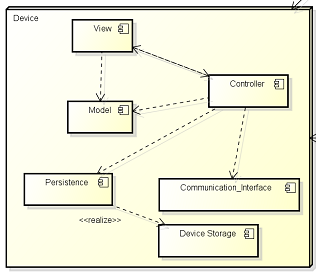 Device
View
Controller
Model
Persistence
Communication_Interface
<<realize>>
Device Storage